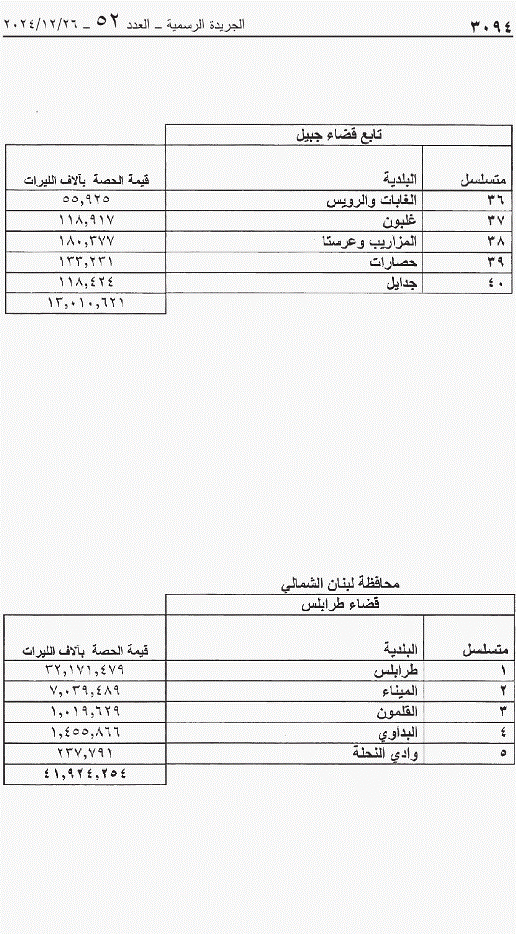 ٣٠٩٤ الجريدة الرسمية – العدد ٥٢ – ٢٠٢٤/١٢/٢٦
تابع قضاء جبيل
متسلسل البلدية قيمة الحصة بآلاف الليرات
٣٦ الغابات والرويس ٥٥,٩٢٥
٣٧ غلبون ١١٨,٩١٧
٣٨ المزاريب وعرستا ١٨٠,٣٧٧
٣٩ حصارات ١٣٣,٢٣١
٤٠ جدايل ١١٨,٤٢٤
١٣,٠١٠,٦٢١
محافظة لبنان الشمالي
قضاء طرابلس
متسلسل البلدية قيمة الحصة بآلاف الليرات
١ طرابلس ٣٢,١٧١,٤٧٩
٢ الميناء ٧,٠٣٩,٤٨٩
٣ القلمون ١,٠١٩,٦٢٩
٤ البداوي ١,٤٥٥,٨٦٦
٥ وادي النحلة ٢٣٧,٧٩١
٤١,٩٢٤,٢٥٤